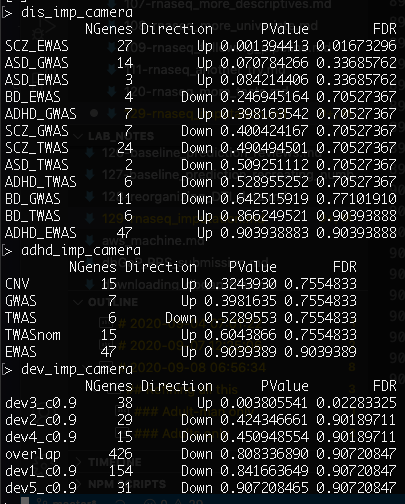 > dis_imp_camera
NGenes Direction PValue FDR
SCZ_EWAS 27 Up 0.001394413 0.01673296
ASD_GWAS 14 Up 0.070784266 0.33685762
ASD_EWAS 3 Up 0.084214406 0.33685762
BD_EWAS 4 Down 0.246945164 0.70527367
ADHD_GWAS 7 Up 0.398163542 0.70527367
SCZ_GWAS 8 Down 0.400424167 0.70527367
SCZ_TWAS 24 Down 0.490494501 0.70527367
ASD_TWAS 2 Down 0.509251112 0.70527367
ADHD_TWAS 6 Down 0.528955252 0.70527367
BD_GWAS 11 Down 0.642515919 0.77101910
BD_TWAS 6 Up 0.866249521 0.90393888
ADHD_EWAS 47 Up 0.903938883 0.90393888
> adhd_imp_camera
NGenes Direction PValue FDR
CNV 15 Up 0.3243930 0.7554833
GWAS 7 Up 0.3981635 0.7554833
TWAS 6 Down 0.5289553 0.7554833
TWASnom 15 Up 0.6043866 0.7554833
EWAS 47 Up 0.9039389 0.9039389
> dev_imp_camera
NGenes Direction PValue FDR
dev3_c0.9 38 Up 0.003805541 0.02283325
dev2_c0.9 29 Down 0.424346661 0.90189711
dev4_c0.9 15 Down 0.450948554 0.90189711
overlap 426 Down 0.808336890 0.90720847
dev1_c0.9 154 Down 0.841663649 0.90720847
dev5_c0.9 31 Down 0.907208465 0.90720847